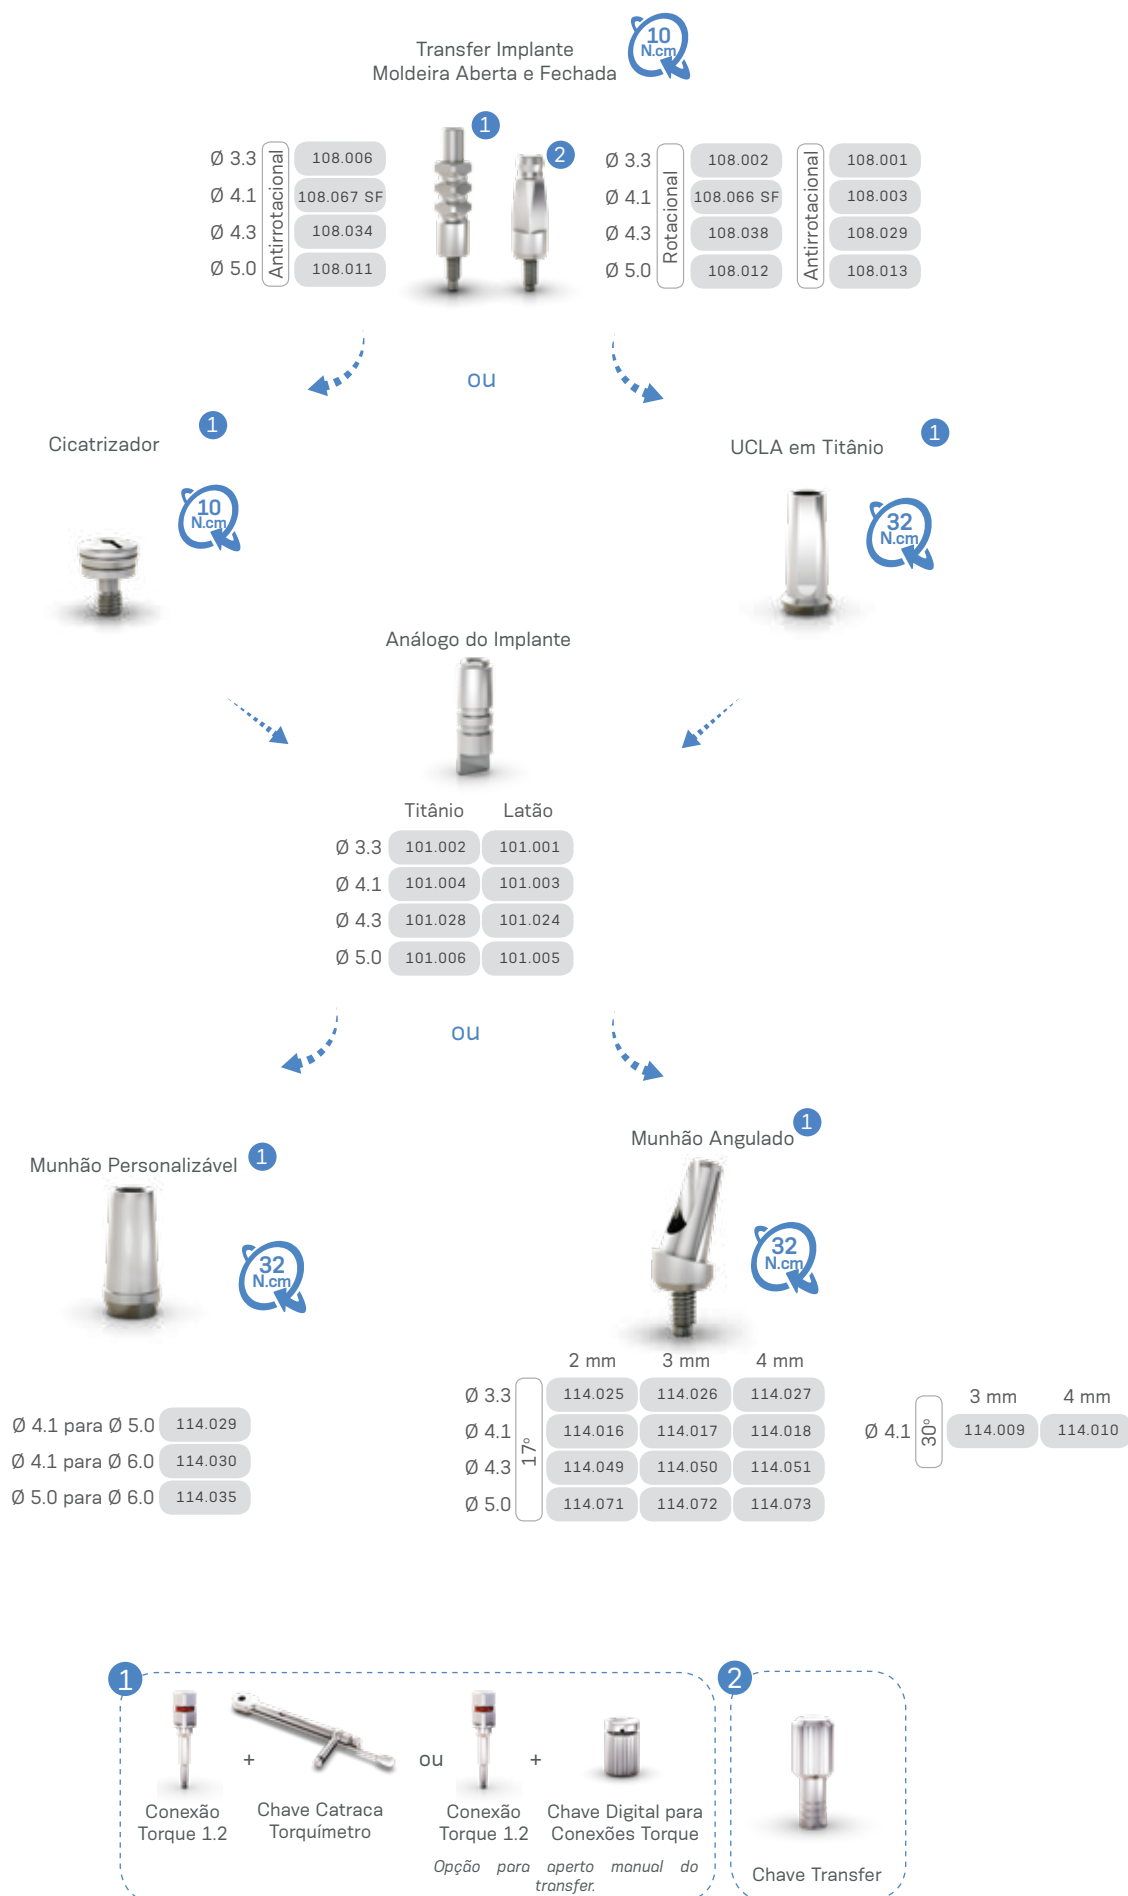 Transfer Implante
Moldeira Aberta e Fechada
10
N.cm
1
2
Ø 3.3
Ø 4.1
Ø 4.3
Ø 5.0
Antirrotacional
108.006
108.067 SF
108.034
108.011
Ø 3.3
Ø 4.1
Ø 4.3
Ø 5.0
Rotacional
108.002
108.066 SF
108.038
108.012
Antirrotacional
108.001
108.003
108.029
108.013
ou
Cicatrizador
1
10
N.cm
UCLA em Titânio
1
32
N.cm
Análogo do Implante
Titânio Latão
Ø 3.3 101.002 101.001
Ø 4.1 101.004 101.003
Ø 4.3 101.028 101.024
Ø 5.0 101.006 101.005
ou
Munhão Personalizável
1
32
N.cm
Ø 4.1 para Ø 5.0 114.029
Ø 4.1 para Ø 6.0 114.030
Ø 5.0 para Ø 6.0 114.035
Munhão Angulado
1
32
N.cm
2 mm 3 mm 4 mm
17º
Ø 3.3 114.025 114.026 114.027
Ø 4.1 114.016 114.017 114.018
Ø 4.3 114.049 114.050 114.051
Ø 5.0 114.071 114.072 114.073
3 mm 4 mm
Ø 4.1 30º 114.009 114.010
1
+
ou
+
Conexão
Torque 1.2
Chave Catraca
Torquímetro
Conexão
Torque 1.2
Chave Digital para
Conexões Torque
Opção para aperto manual do
transfer.
2
Chave Transfer